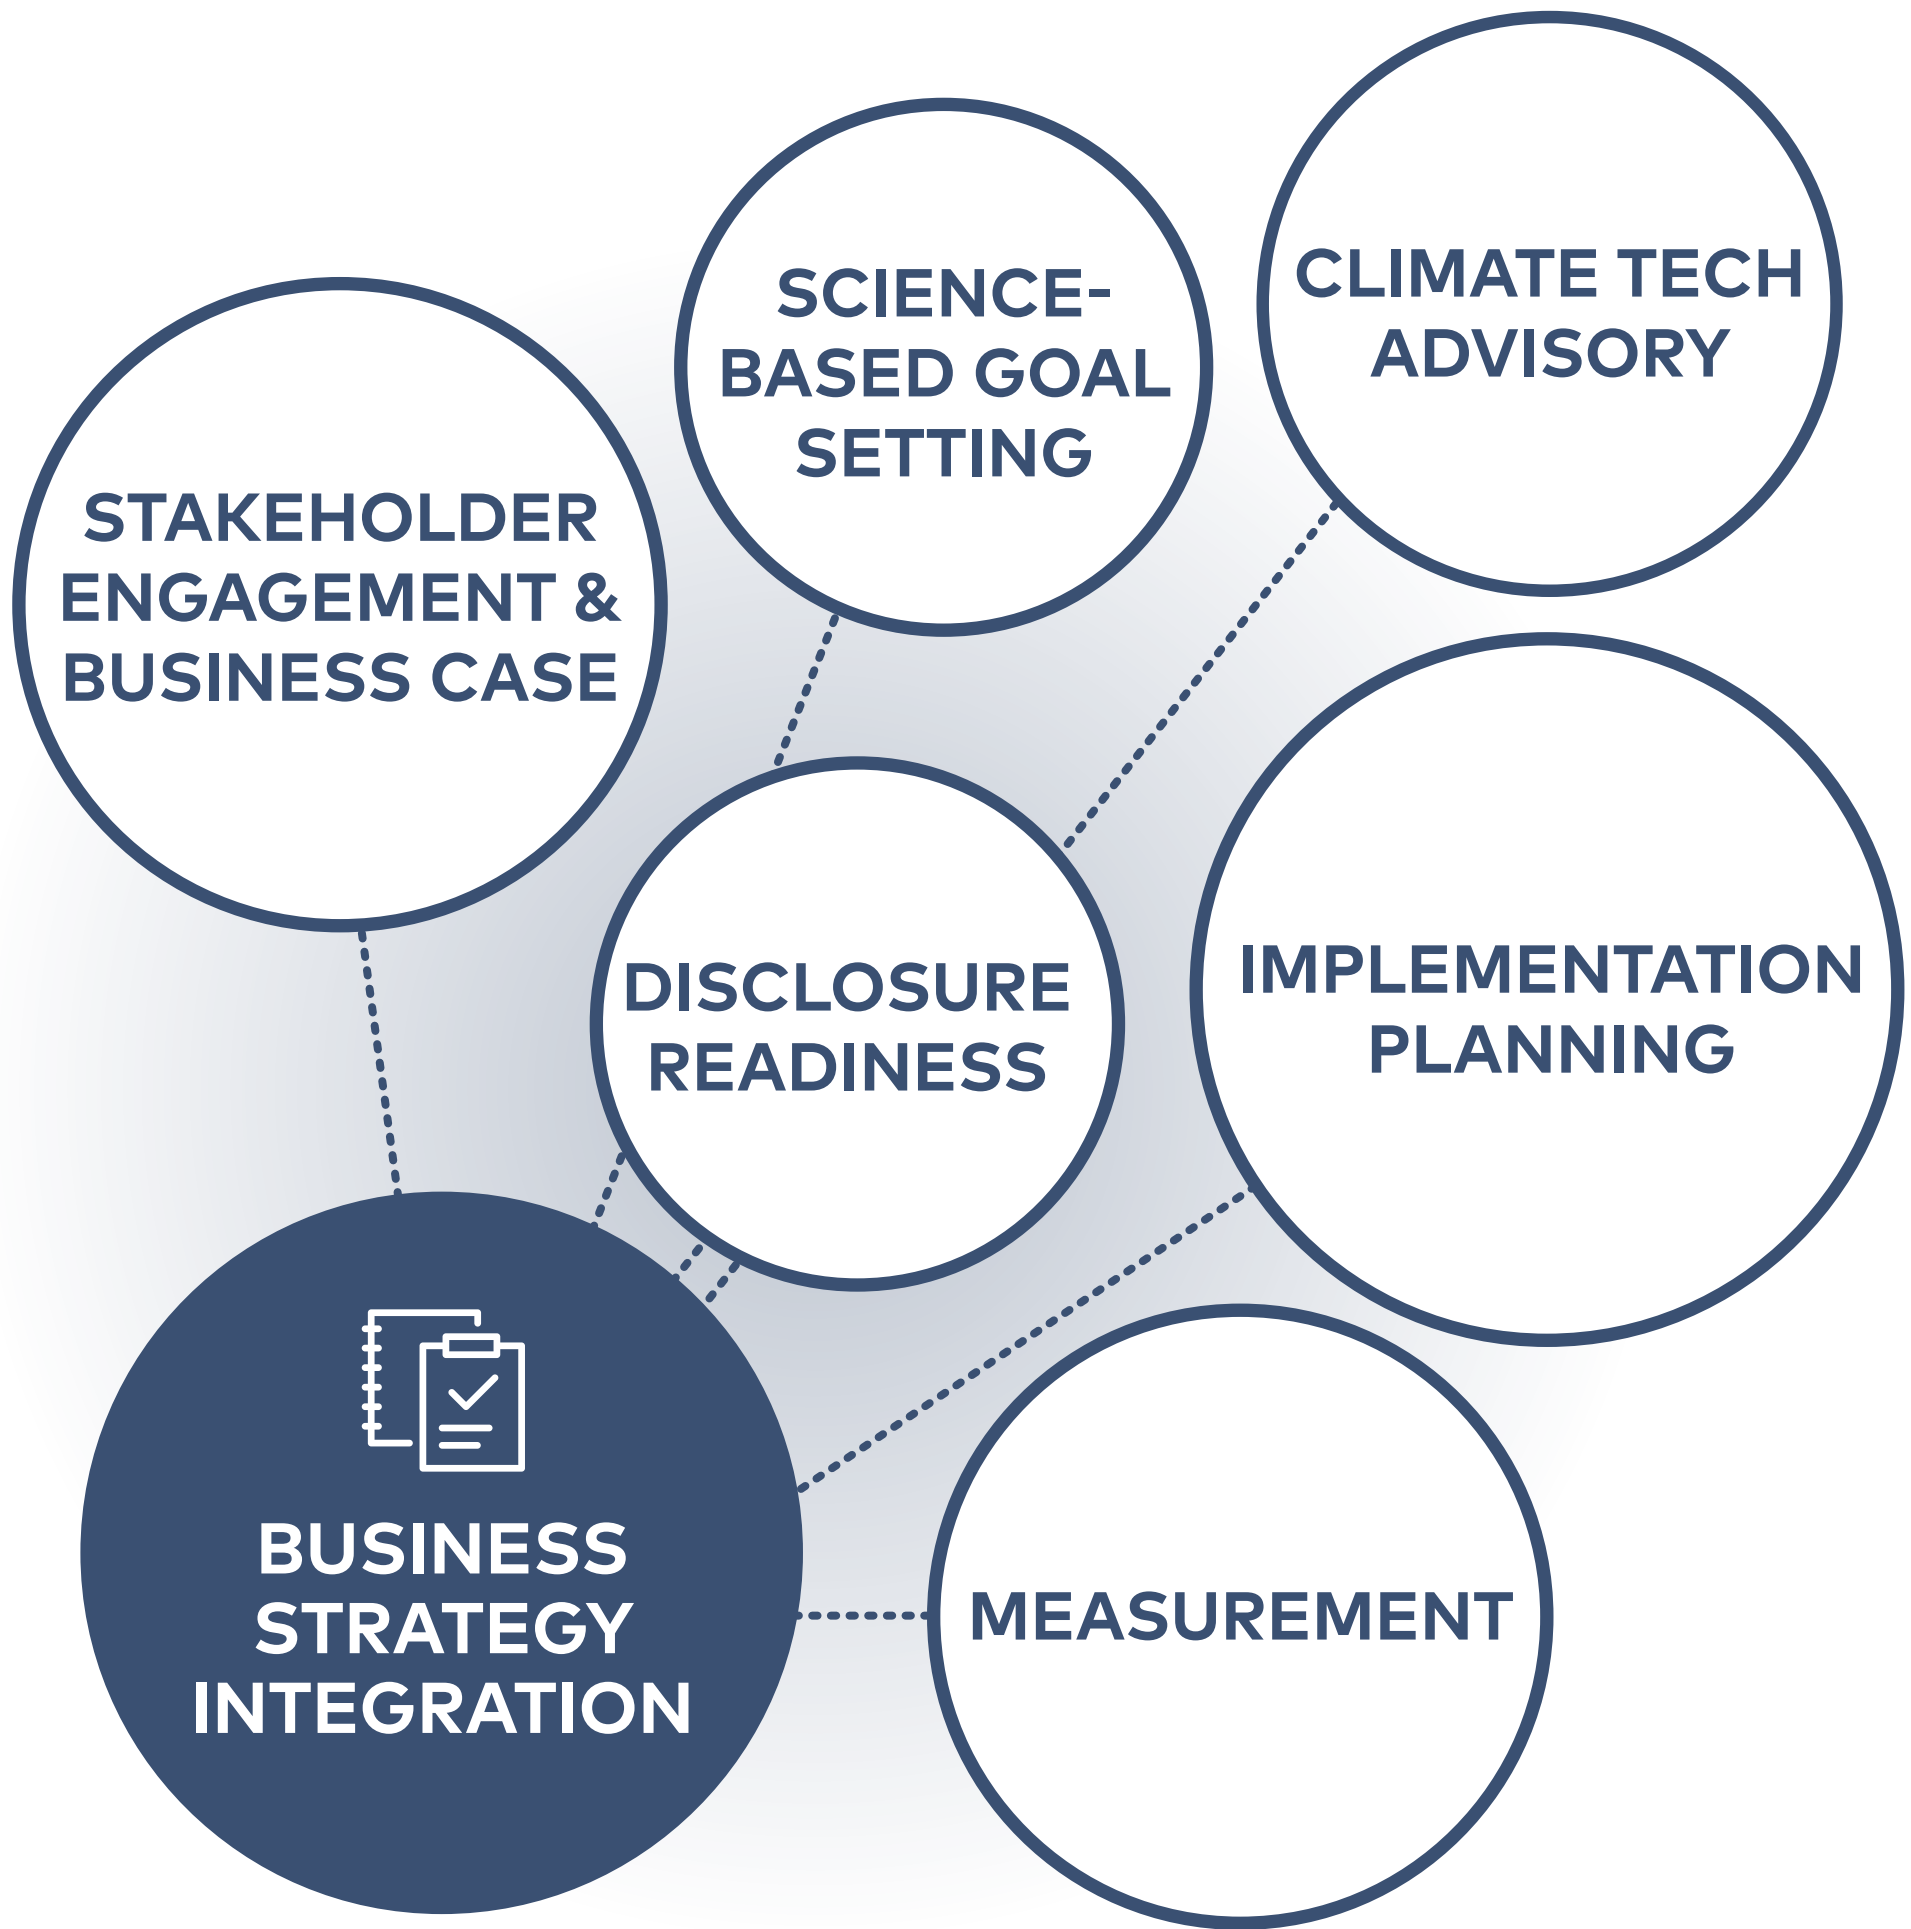 SCIENCE-
BASED GOAL
SETTING
CLIMATE TECH
ADVISORY
STAKEHOLDER
ENGAGEMENT &
BUSINESS CASE
DISCLOSURE
READINESS
IMPLEMENTATION
PLANNING
BUSINESS
STRATEGY
INTEGRATION
MEASUREMENT